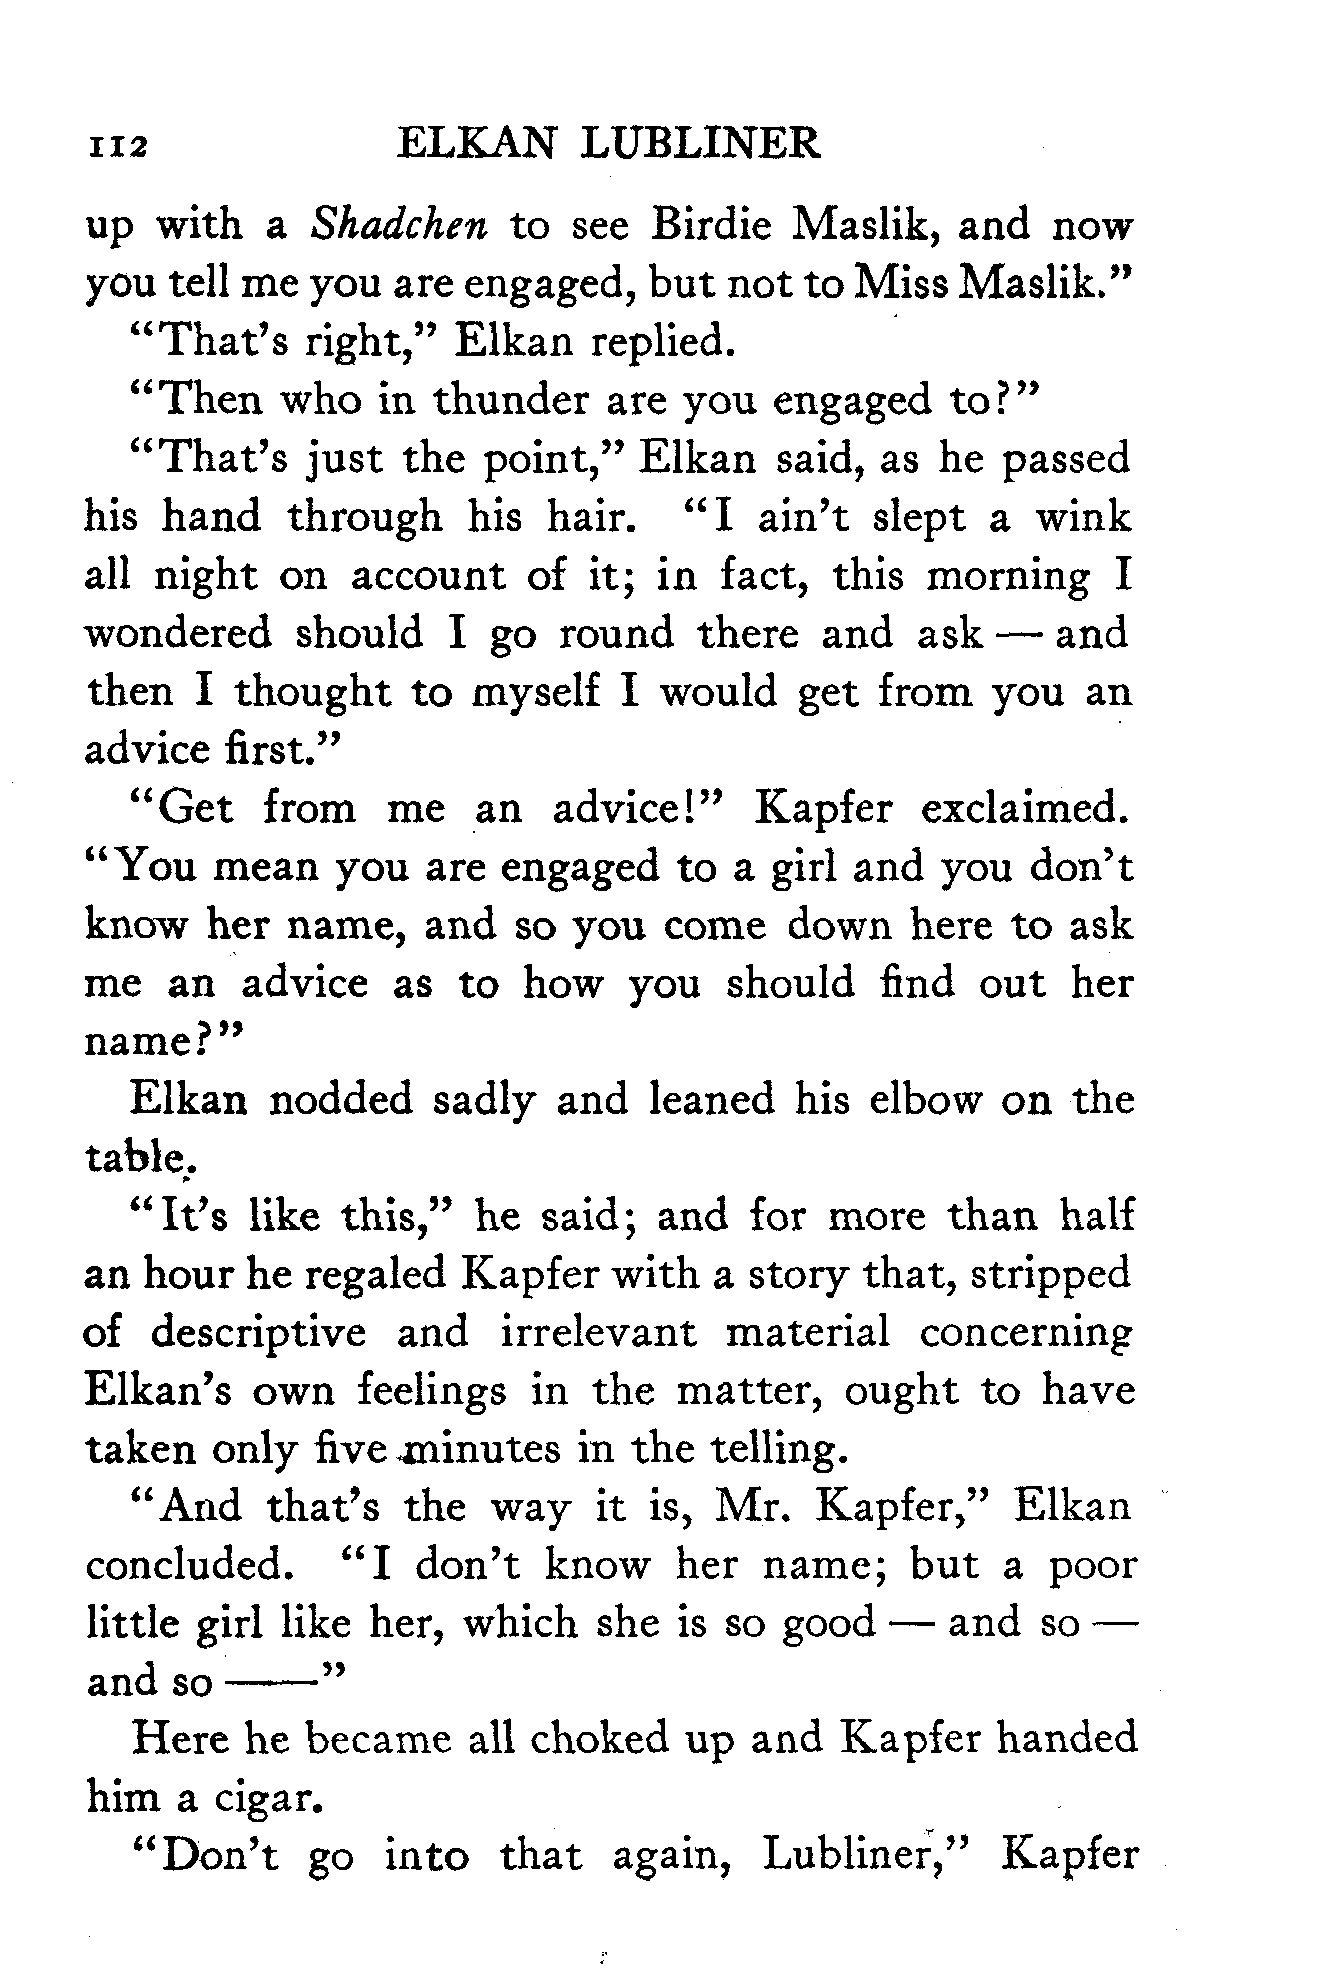 112 ELKAN LUBLINER
up with a Shadchen to see Birdie Maslik, and now
you tell me you are engaged, but not to Miss Maslik.”
“That’s right,” Elkan replied.
“Then who in thunder are you engaged to?”
“That’s just the point,” Elkan said, as he passed
his hand through his hair. “I ain’t slept a wink
all night on account of it; in fact, this morning I
wondered should I go round there and ask — and
then I thought to myself I would get from you an
advice first.”
“Get from me an advice!” Kapfer exclaimed.
“You mean you are engaged to a girl and you don’t
know her name, and so you come down here to ask
me an advice as to how you should find out her
name?”
Elkan nodded sadly and leaned his elbow on the
table.
“It’s like this,” he said; and for more than half
an hour he regaled Kapfer with a story that, stripped
of descriptive and irrelevant material concerning
Elkan’s own feelings in the matter, ought to have
taken only five minutes in the telling.
“And that’s the way it is, Mr. Kapfer,” Elkan
concluded. “I don’t know her name; but a poor
little girl like her, which she is so good — and so —
and so ——”
Here he became all choked up and Kapfer handed
him a cigar.
“Don’t go into that again, Lubliner,” Kapfer